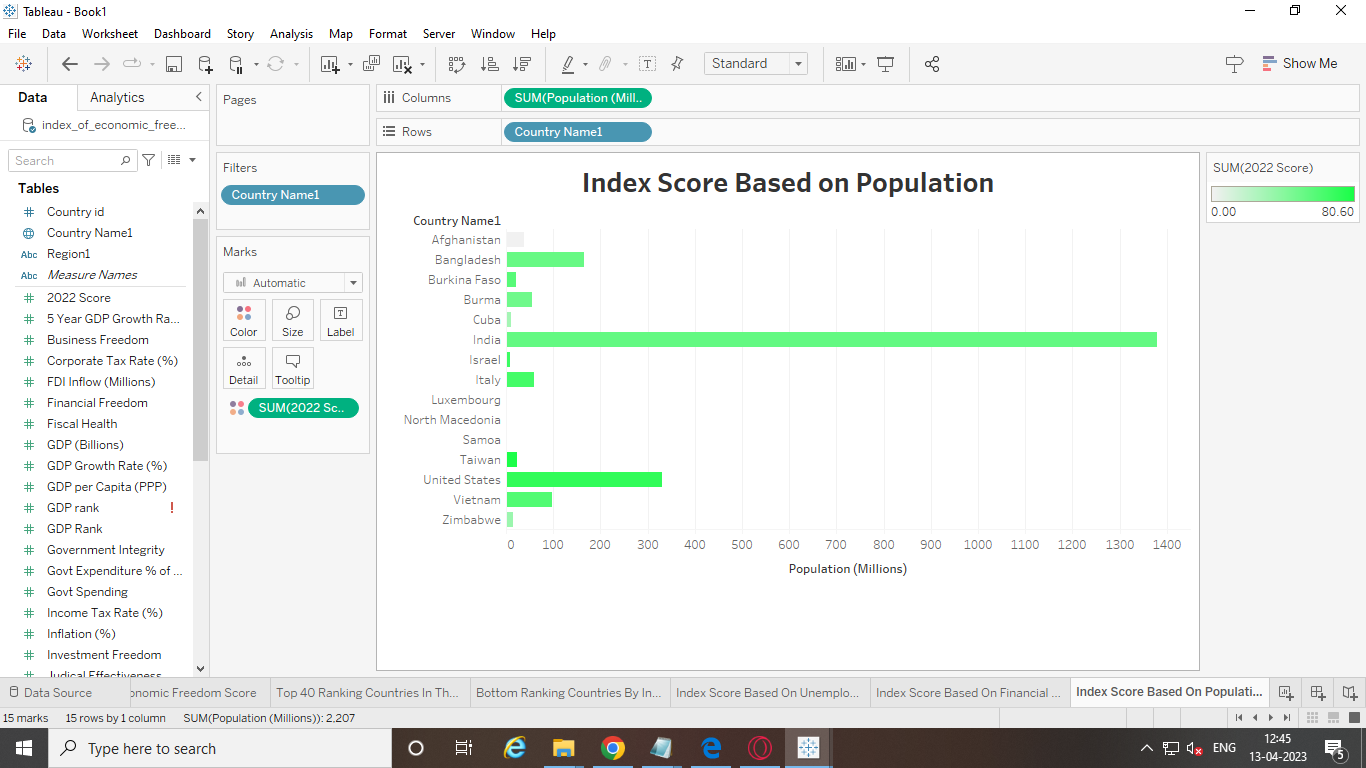 Tableau - Book1
File Data Worksheet Dashboard Story Analysis Map Format Server Window Help
Standard
Show Me
Data Analytics
index_of_economic_free...
Search
Tables
Country id
Country Name1
Abc Region1
Abc Measure Names
2022 Score
5 Year GDP Growth Ra...
Business Freedom
Corporate Tax Rate (%)
FDI Inflow (Millions)
Financial Freedom
Fiscal Health
GDP (Billions)
GDP Growth Rate (%)
GDP per Capita (PPP)
GDP rank !
GDP Rank
Government Integrity
Govt Expenditure % of ...
Govt Spending
Income Tax Rate (%)
Inflation (%)
Investment Freedom
Judical Effectiveness
Pages
Filters
Country Name1
Marks
Automatic
Color Size Label
Detail Tooltip
SUM(2022 Sc..
Columns SUM(Population (Mill..
Rows Country Name1
Index Score Based on Population
Country Name1
Afghanistan
Bangladesh
Burkina Faso
Burma
Cuba
India
Israel
Italy
Luxembourg
North Macedonia
Samoa
Taiwan
United States
Vietnam
Zimbabwe
0 100 200 300 400 500 600 700 800 900 1000 1100 1200 1300 1400
Population (Millions)
SUM(2022 Score)
0.00 80.60
Data Source onomic Freedom Score Top 40 Ranking Countries In Th... Bottom Ranking Countries By In... Index Score Based On Unemplo... Index Score Based On Financial ... Index Score Based On Populati...
15 marks 15 rows by 1 column SUM(Population (Millions)): 2,207
Type here to search
ENG
12:45
13-04-2023
5